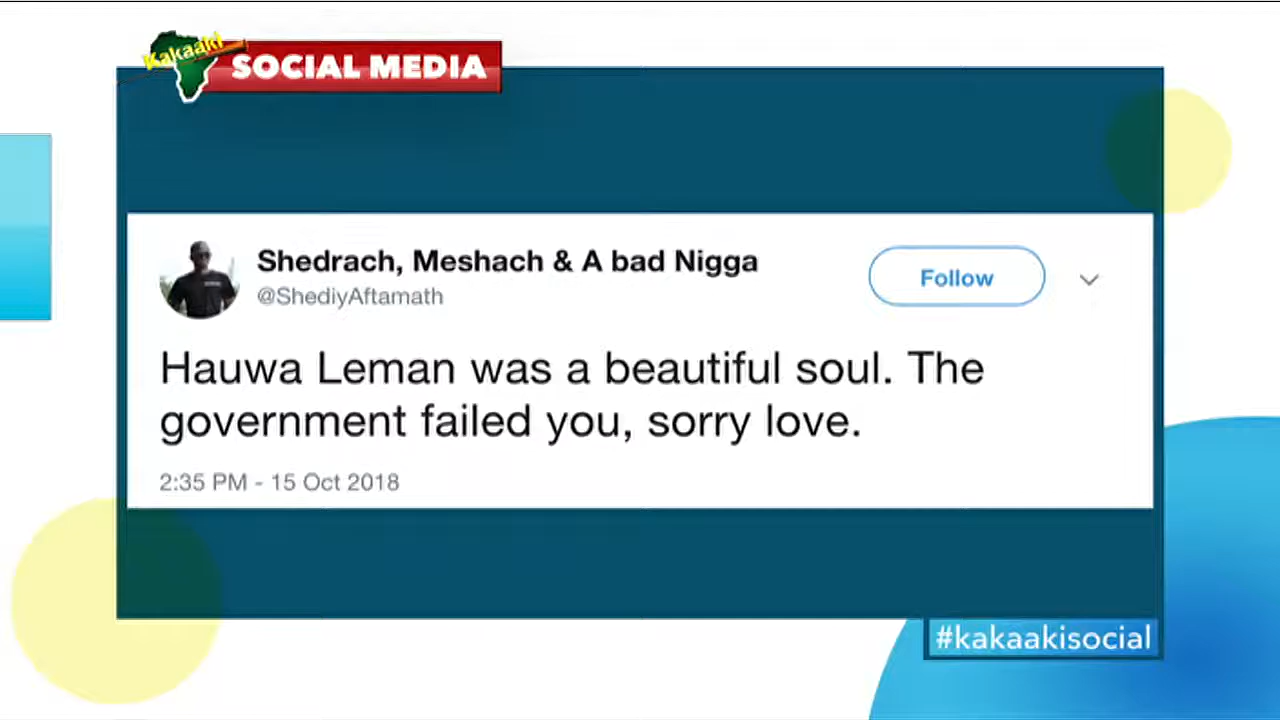 Kakaaki
SOCIAL MEDIA
Shedrach, Meshach & A bad Nigga
@ShediyAftamath
Follow
Hauwa Leman was a beautiful soul. The
government failed you, sorry love.
2:35 PM - 15 Oct 2018
#kakaakisocial